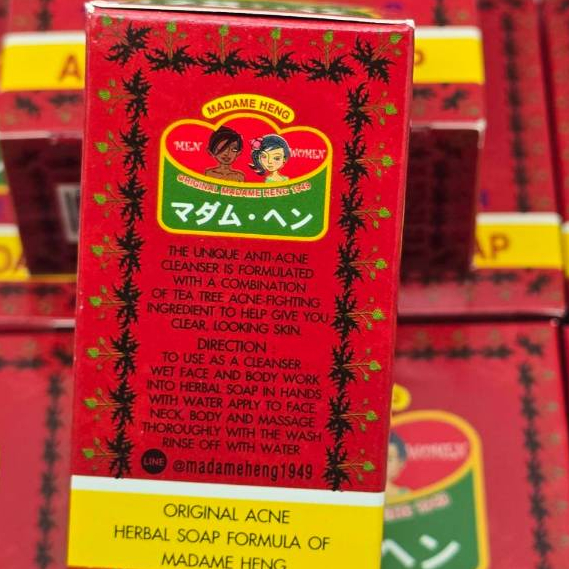 MADAME HENG
MEN
WOMEN
ORIGINAL MADAME HENG 1949
マダム・ヘン
THE UNIQUE ANTI-ACNE
CLEANSER IS FORMULATED
WITH A COMBINATION
OF TEA TREE ACNE-FIGHTING
INGREDIENT TO HELP GIVE YOU
CLEAR, LOOKING SKIN.
DIRECTION :
TO USE AS A CLEANSER
WET FACE AND BODY WORK
INTO HERBAL SOAP IN HANDS
WITH WATER APPLY TO FACE
NECK, BODY AND MASSAGE
THOROUGHLY WITH THE WASH
RINSE OFF WITH WATER
LINE @madameheng1949
ORIGINAL ACNE
HERBAL SOAP FORMULA OF
MADAME HENG
A
P
AP
WOMEN
ヘン